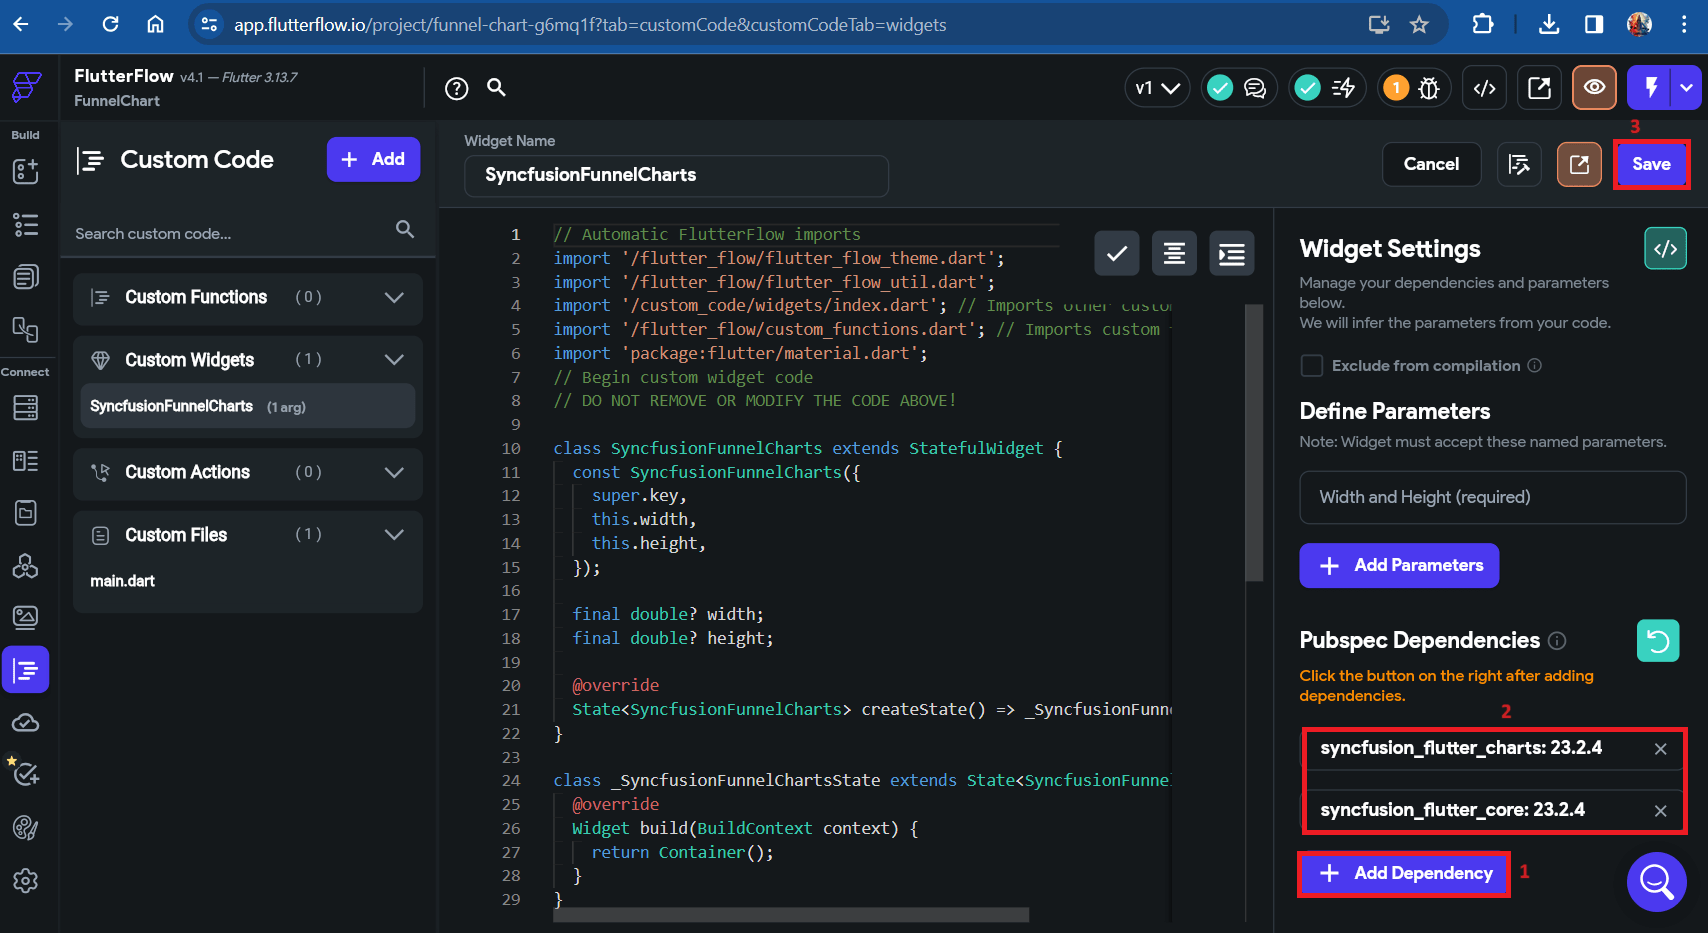 app.flutterflow.io/project/funnel-chart-g6mq1f?tab=customCode&customCodeTab=widgets
FlutterFlow v4.1 — Flutter 3.13.7
FunnelChart
v1
1
3
Build
Connect
Custom Code
+ Add
Search custom code...
Custom Functions (0)
Custom Widgets (1)
SyncfusionFunnelCharts (1 arg)
Custom Actions (0)
Custom Files (1)
main.dart
Widget Name
SyncfusionFunnelCharts
Cancel
Save
1 // Automatic FlutterFlow imports
2 import '/flutter_flow/flutter_flow_theme.dart';
3 import '/flutter_flow/flutter_flow_util.dart';
4 import '/custom_code/widgets/index.dart'; // Imports other custo
5 import '/flutter_flow/custom_functions.dart'; // Imports custom
6 import 'package:flutter/material.dart';
7 // Begin custom widget code
8 // DO NOT REMOVE OR MODIFY THE CODE ABOVE!
9
10 class SyncfusionFunnelCharts extends StatefulWidget {
11 const SyncfusionFunnelCharts({
12 super.key,
13 this.width,
14 this.height,
15 });
16
17 final double? width;
18 final double? height;
19
20 @override
21 State<SyncfusionFunnelCharts> createState() => _SyncfusionFunn
22 }
23
24 class _SyncfusionFunnelChartsState extends State<SyncfusionFunnel
25 @override
26 Widget build(BuildContext context) {
27 return Container();
28 }
29 }
Widget Settings
Manage your dependencies and parameters
below.
We will infer the parameters from your code.
Exclude from compilation
Define Parameters
Note: Widget must accept these named parameters.
Width and Height (required)
+ Add Parameters
Pubspec Dependencies
Click the button on the right after adding
dependencies.
2
syncfusion_flutter_charts: 23.2.4
syncfusion_flutter_core: 23.2.4
+ Add Dependency 1